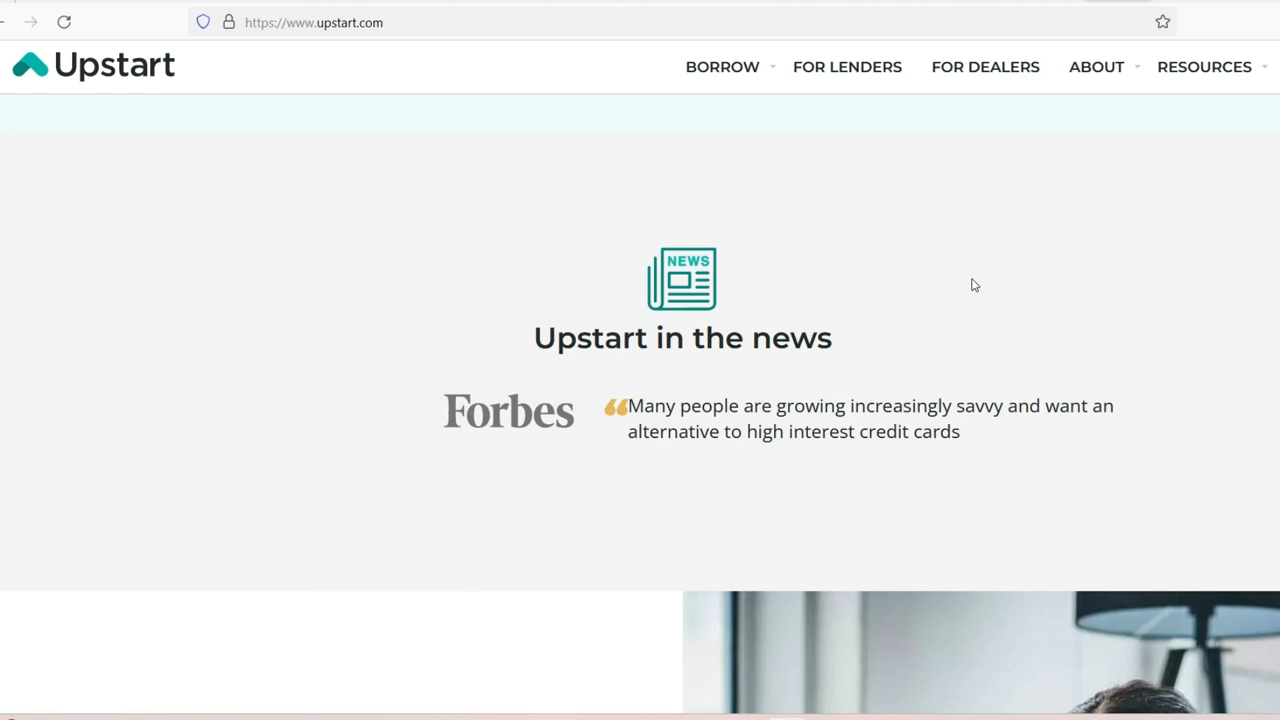 https://www.upstart.com
Upstart
BORROW FOR LENDERS FOR DEALERS ABOUT RESOURCES
NEWS
Upstart in the news
Forbes
“Many people are growing increasingly savvy and want an
alternative to high interest credit cards